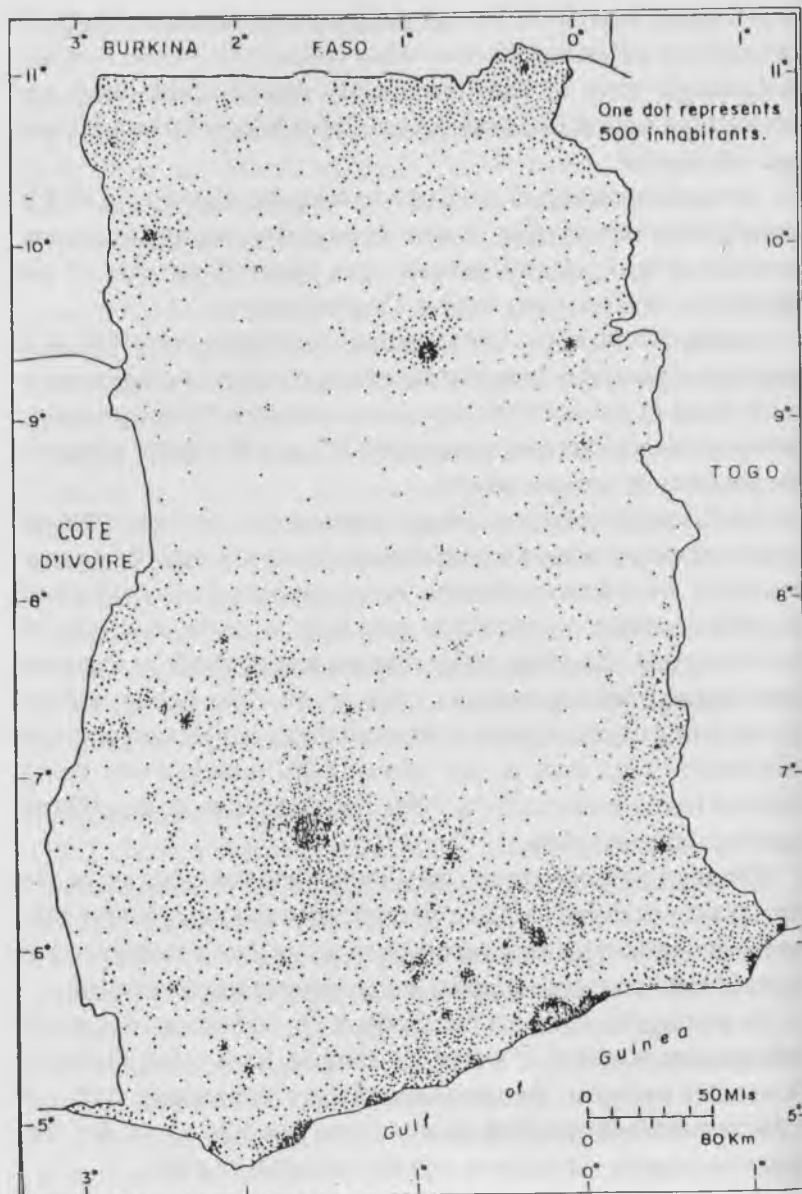 3° BURKINA 2° FASO 1° 0° 1°
11° 11°
One dot represents
500 inhabitants.
10° 10°
9° 9°
TOGO
COTE
D'IVOIRE
8° 8°
7° 7°
6° 6°
Gulf of Guinea
5° 5°
0 50Mls
0 80Km
3° 2° 1° 0° 1°